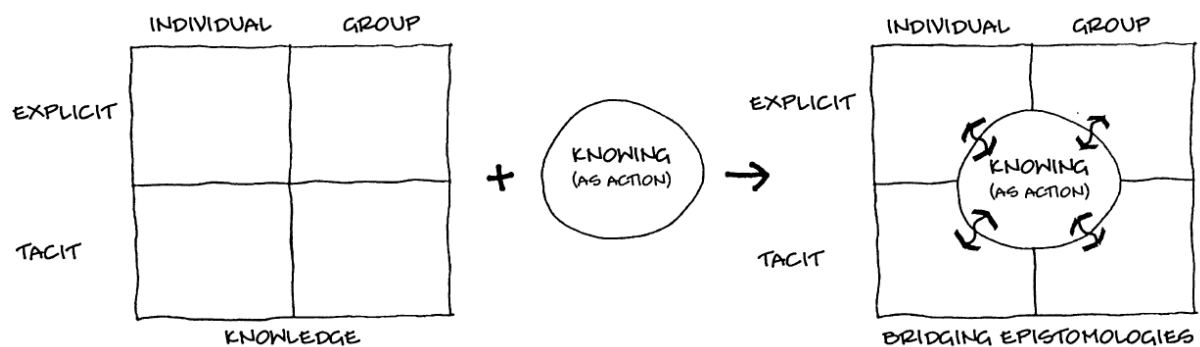 INDIVIDUAL GROUP
EXPLICIT
TACIT
KNOWLEDGE
+
KNOWING
(AS ACTION)
INDIVIDUAL GROUP
EXPLICIT
KNOWING
(AS ACTION)
TACIT
BRIDGING EPISTOMOLOGIES